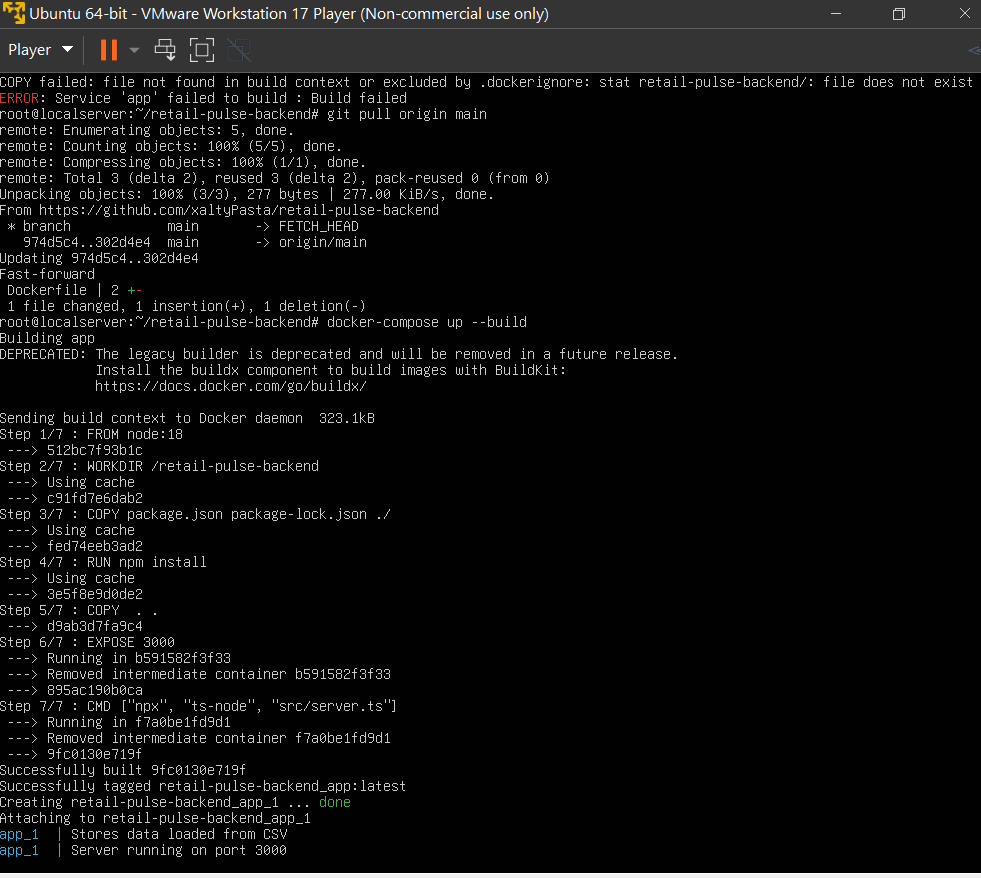 Ubuntu 64-bit - VMware Workstation 17 Player (Non-commercial use only)
Player
COPY failed: file not found in build context or excluded by .dockerignore: stat retail-pulse-backend/: file does not exist
ERROR: Service 'app' failed to build : Build failed
root@localserver:~/retail-pulse-backend# git pull origin main
remote: Enumerating objects: 5, done.
remote: Counting objects: 100% (5/5), done.
remote: Compressing objects: 100% (1/1), done.
remote: Total 3 (delta 2), reused 3 (delta 2), pack-reused 0 (from 0)
Unpacking objects: 100% (3/3), 277 bytes | 277.00 KiB/s, done.
From https://github.com/xaltyPasta/retail-pulse-backend
 * branch            main       -> FETCH_HEAD
   974d5c4..302d4e4  main       -> origin/main
Updating 974d5c4..302d4e4
Fast-forward
 Dockerfile | 2 +-
 1 file changed, 1 insertion(+), 1 deletion(-)
root@localserver:~/retail-pulse-backend# docker-compose up --build
Building app
DEPRECATED: The legacy builder is deprecated and will be removed in a future release.
            Install the buildx component to build images with BuildKit:
            https://docs.docker.com/go/buildx/
Sending build context to Docker daemon  323.1kB
Step 1/7 : FROM node:18
 ---> 512bc7f93b1c
Step 2/7 : WORKDIR /retail-pulse-backend
 ---> Using cache
 ---> c91fd7e6dab2
Step 3/7 : COPY package.json package-lock.json ./
 ---> Using cache
 ---> fed74eeb3ad2
Step 4/7 : RUN npm install
 ---> Using cache
 ---> 3e5f8e9d0de2
Step 5/7 : COPY  . .
 ---> d9ab3d7fa9c4
Step 6/7 : EXPOSE 3000
 ---> Running in b591582f3f33
 ---> Removed intermediate container b591582f3f33
 ---> 895ac190b0ca
Step 7/7 : CMD ["npx", "ts-node", "src/server.ts"]
 ---> Running in f7a0be1fd9d1
 ---> Removed intermediate container f7a0be1fd9d1
 ---> 9fc0130e719f
Successfully built 9fc0130e719f
Successfully tagged retail-pulse-backend_app:latest
Creating retail-pulse-backend_app_1 ... done
Attaching to retail-pulse-backend_app_1
app_1  | Stores data loaded from CSV
app_1  | Server running on port 3000